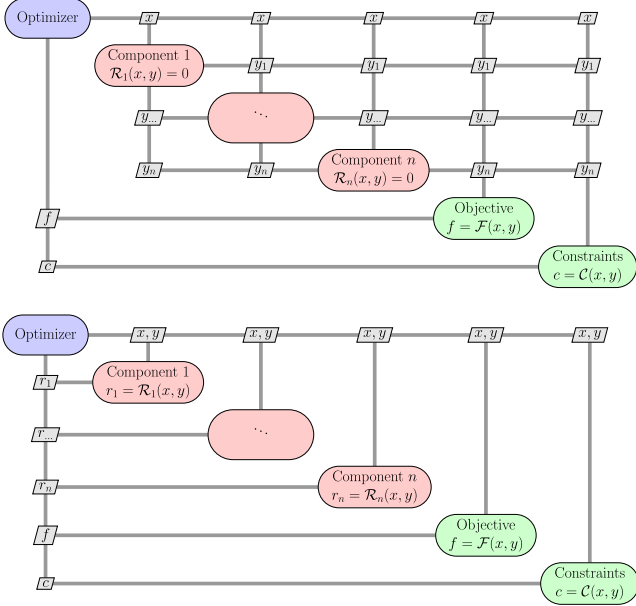 Optimizer x x x x x
Component 1 y₁ y₁ y₁ y₁
ℛ₁(x, y) = 0
y... ⋱ y... y... y...
yₙ yₙ Component n yₙ yₙ
ℛₙ(x, y) = 0
f Objective
f = ℱ(x, y)
c Constraints
c = 𝒞(x, y)
Optimizer x, y x, y x, y x, y x, y
r₁ Component 1
r₁ = ℛ₁(x, y)
r... ⋱
rₙ Component n
rₙ = ℛₙ(x, y)
f Objective
f = ℱ(x, y)
c Constraints
c = 𝒞(x, y)